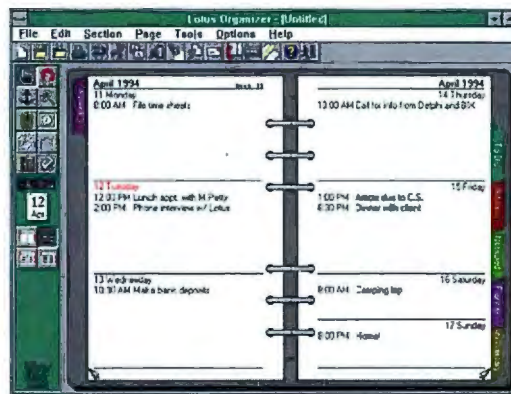 Lotus Organizer - [Untitled]
File Edit Section Page Tools Options Help
April 1994
11 Monday
8:00 AM File time sheets
12 Tuesday
12:00 PM Lunch appt. with M Petty
2:00 PM Phone interview w/ Lotus
13 Wednesday
10:30 AM Make bank deposits
April 1994
14 Thursday
10:00 AM Call for info from Delphi and BIX
15 Friday
1:00 PM Article due to C.S.
6:30 PM Dinner with client
16 Saturday
8:00 AM Camping trip
17 Sunday
8:00 PM Home!
12
Apr
To Do
Planner